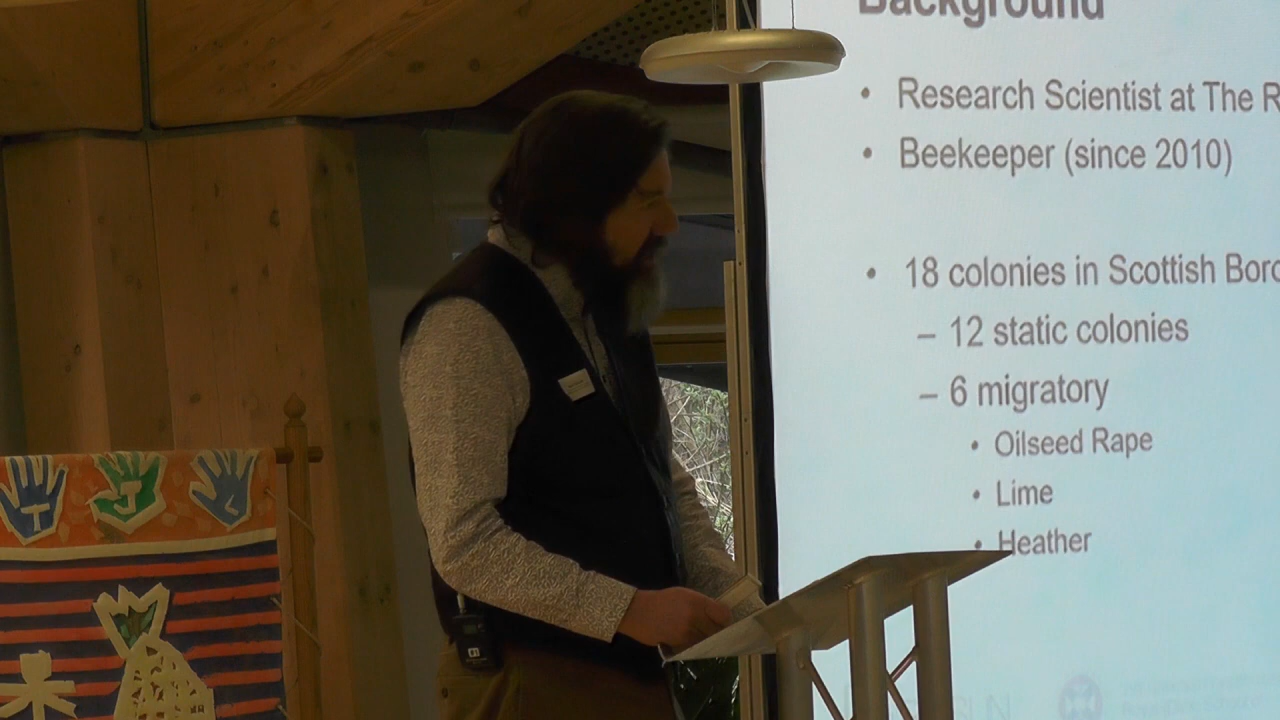 Background
• Research Scientist at The R
• Beekeeper (since 2010)
• 18 colonies in Scottish Bord
– 12 static colonies
– 6 migratory
• Oilseed Rape
• Lime
• Heather
T J L